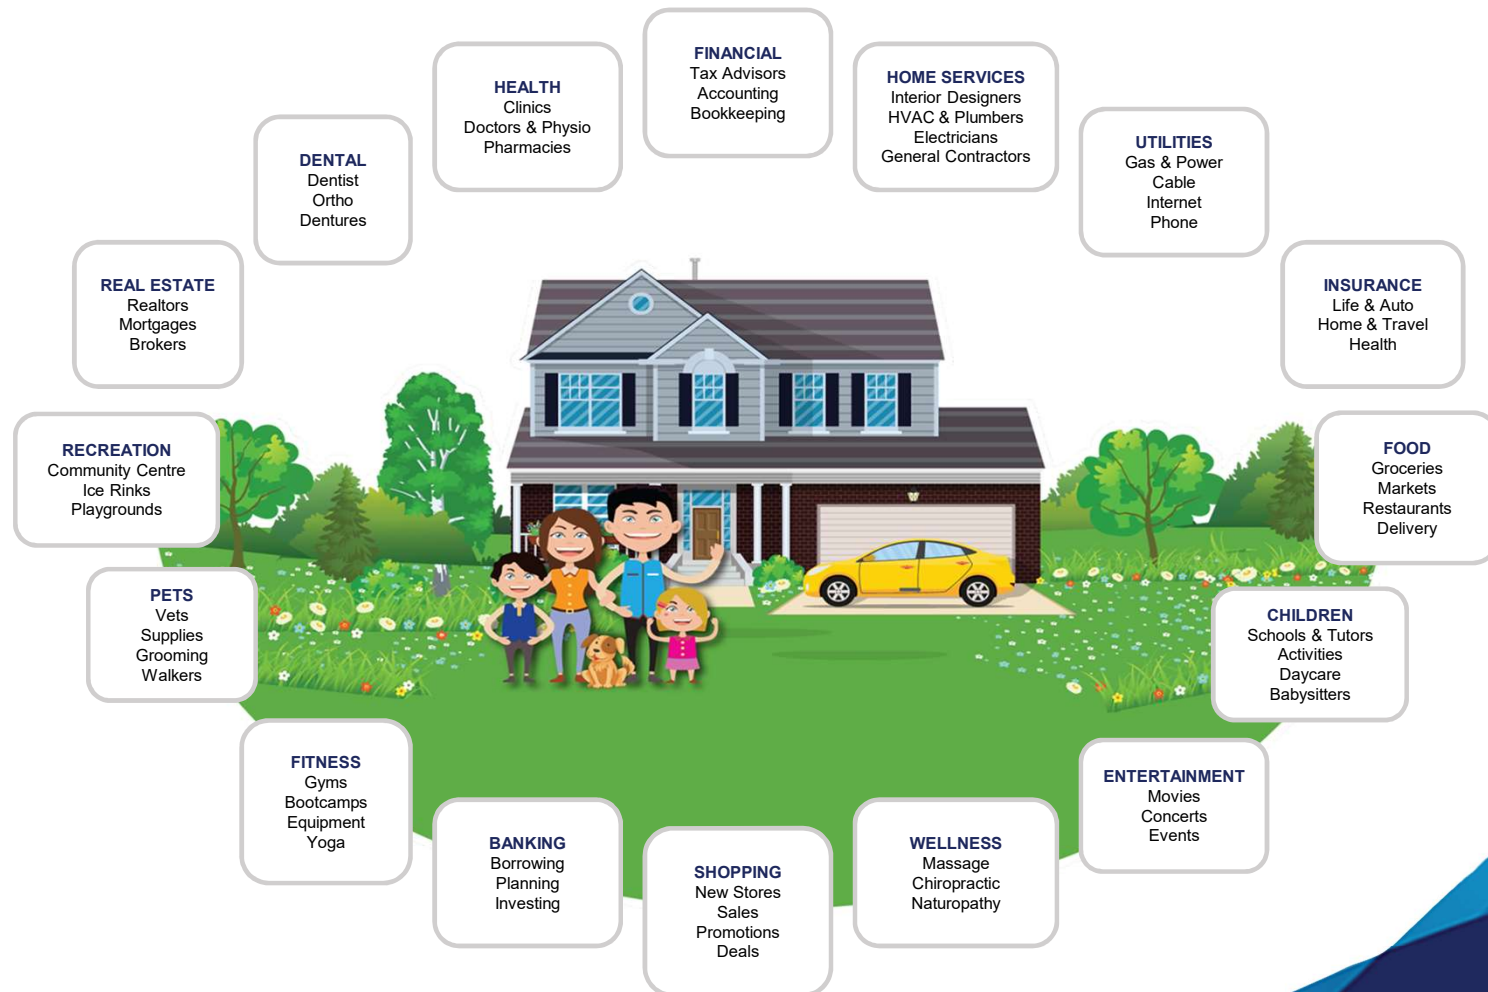 FINANCIAL
Tax Advisors
Accounting
Bookkeeping
HOME SERVICES
Interior Designers
HVAC & Plumbers
Electricians
General Contractors
UTILITIES
Gas & Power
Cable
Internet
Phone
INSURANCE
Life & Auto
Home & Travel
Health
FOOD
Groceries
Markets
Restaurants
Delivery
CHILDREN
Schools & Tutors
Activities
Daycare
Babysitters
ENTERTAINMENT
Movies
Concerts
Events
WELLNESS
Massage
Chiropractic
Naturopathy
SHOPPING
New Stores
Sales
Promotions
Deals
BANKING
Borrowing
Planning
Investing
FITNESS
Gyms
Bootcamps
Equipment
Yoga
PETS
Vets
Supplies
Grooming
Walkers
RECREATION
Community Centre
Ice Rinks
Playgrounds
REAL ESTATE
Realtors
Mortgages
Brokers
DENTAL
Dentist
Ortho
Dentures
HEALTH
Clinics
Doctors & Physio
Pharmacies